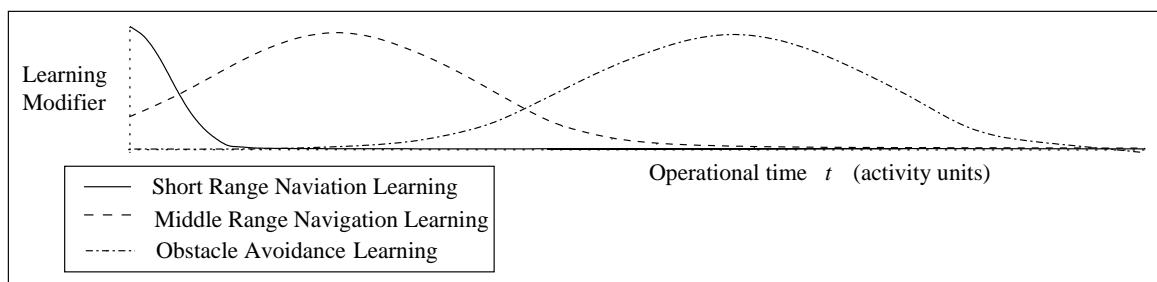 Learning
Modifier
Operational time t (activity units)
Short Range Naviation Learning
Middle Range Navigation Learning
Obstacle Avoidance Learning